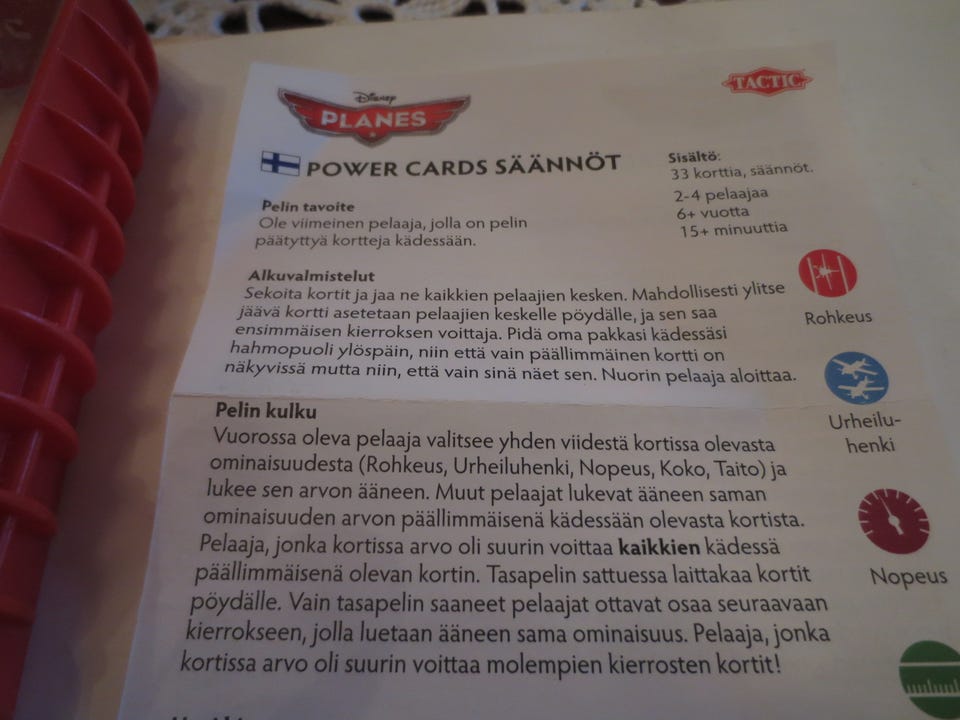 Disney
PLANES
TACTIC
POWER CARDS SÄÄNNÖT
Sisältö:
33 korttia, säännöt.
2-4 pelaajaa
6+ vuotta
15+ minuuttia
Pelin tavoite
Ole viimeinen pelaaja, jolla on pelin
päätyttyä kortteja kädessään.
Alkuvalmistelut
Sekoita kortit ja jaa ne kaikkien pelaajien kesken. Mahdollisesti ylitse
jäävä kortti asetetaan pelaajien keskelle pöydälle, ja sen saa
ensimmäisen kierroksen voittaja. Pidä oma pakkasi kädessäsi
hahmopuoli ylöspäin, niin että vain päällimmäinen kortti on
näkyvissä mutta niin, että vain sinä näet sen. Nuorin pelaaja aloittaa.
Pelin kulku
Vuorossa oleva pelaaja valitsee yhden viidestä kortissa olevasta
ominaisuudesta (Rohkeus, Urheiluhenki, Nopeus, Koko, Taito) ja
lukee sen arvon ääneen. Muut pelaajat lukevat ääneen saman
ominaisuuden arvon päällimmäisenä kädessään olevasta kortista.
Pelaaja, jonka kortissa arvo oli suurin voittaa kaikkien kädessä
päällimmäisenä olevan kortin. Tasapelin sattuessa laittakaa kortit
pöydälle. Vain tasapelin saaneet pelaajat ottavat osaa seuraavaan
kierrokseen, jolla luetaan ääneen sama ominaisuus. Pelaaja, jonka
kortissa arvo oli suurin voittaa molempien kierrosten kortit!
Rohkeus
Urheilu-
henki
Nopeus